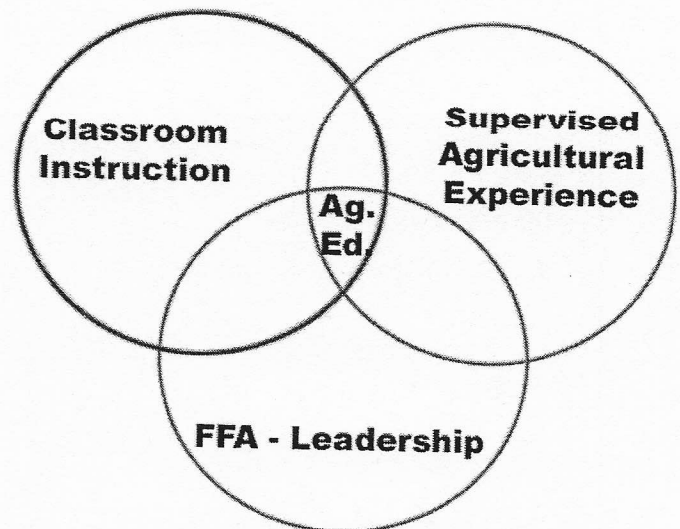 Classroom
Instruction
Supervised
Agricultural
Experience
Ag.
Ed.
FFA - Leadership